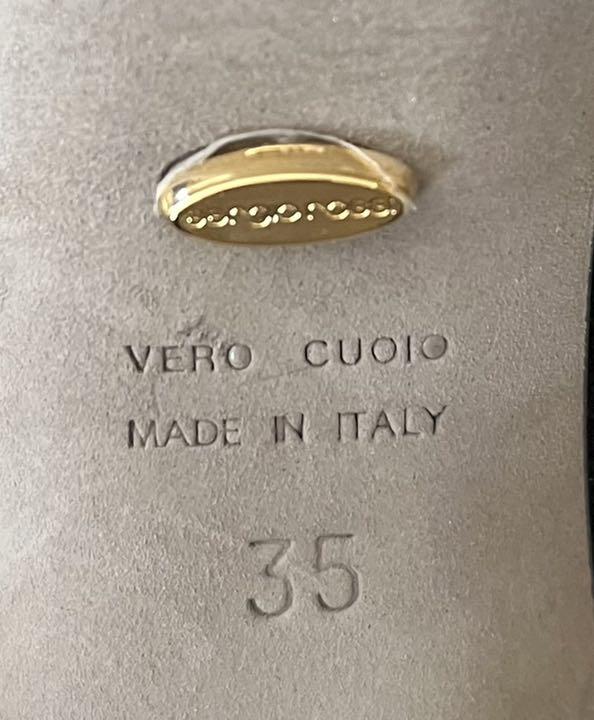 sergio rossi
VERO CUOIO
MADE IN ITALY
35